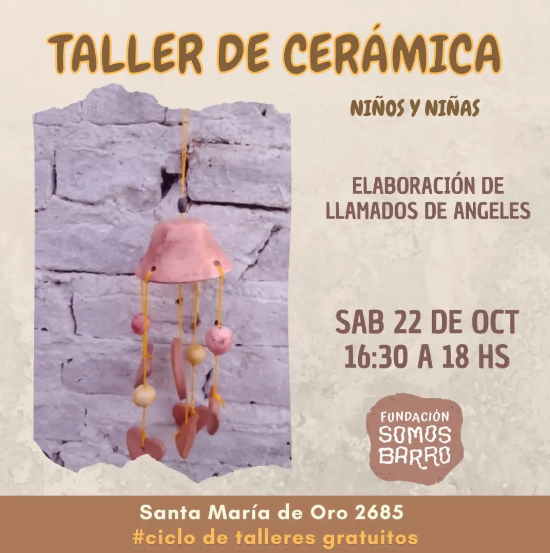 TALLER DE CERÁMICA
NIÑOS Y NIÑAS
ELABORACIÓN DE
LLAMADOS DE ANGELES
SAB 22 DE OCT
16:30 A 18 HS
FUNDACIÓN
SOMOS
BARRO
Santa María de Oro 2685
#ciclo de talleres gratuitos